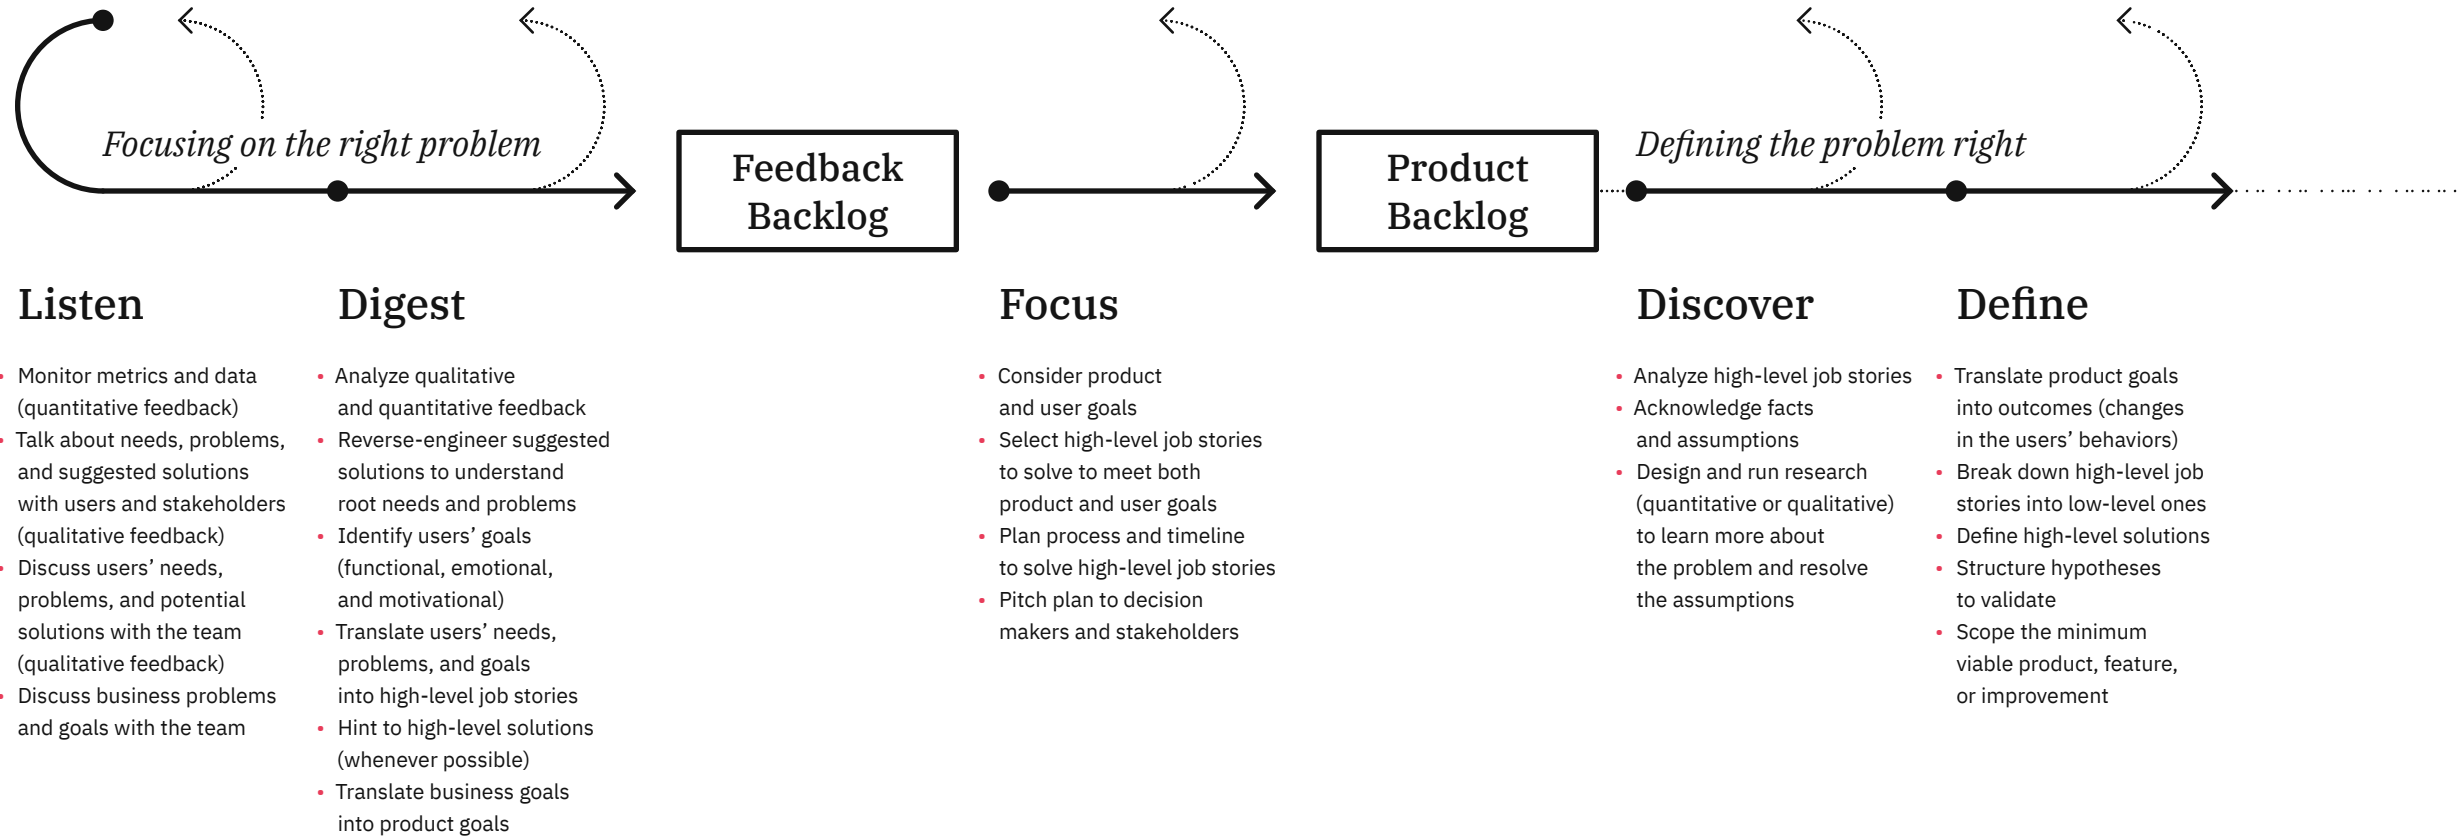 Focusing on the right problem
Feedback
Backlog
Product
Backlog
Defining the problem right
Listen
• Monitor metrics and data
(quantitative feedback)
• Talk about needs, problems,
and suggested solutions
with users and stakeholders
(qualitative feedback)
• Discuss users’ needs,
problems, and potential
solutions with the team
(qualitative feedback)
• Discuss business problems
and goals with the team
Digest
• Analyze qualitative
and quantitative feedback
• Reverse-engineer suggested
solutions to understand
root needs and problems
• Identify users’ goals
(functional, emotional,
and motivational)
• Translate users’ needs,
problems, and goals
into high-level job stories
• Hint to high-level solutions
(whenever possible)
• Translate business goals
into product goals
Focus
• Consider product
and user goals
• Select high-level job stories
to solve to meet both
product and user goals
• Plan process and timeline
to solve high-level job stories
• Pitch plan to decision
makers and stakeholders
Discover
• Analyze high-level job stories
• Acknowledge facts
and assumptions
• Design and run research
(quantitative or qualitative)
to learn more about
the problem and resolve
the assumptions
Define
• Translate product goals
into outcomes (changes
in the users’ behaviors)
• Break down high-level job
stories into low-level ones
• Define high-level solutions
• Structure hypotheses
to validate
• Scope the minimum
viable product, feature,
or improvement